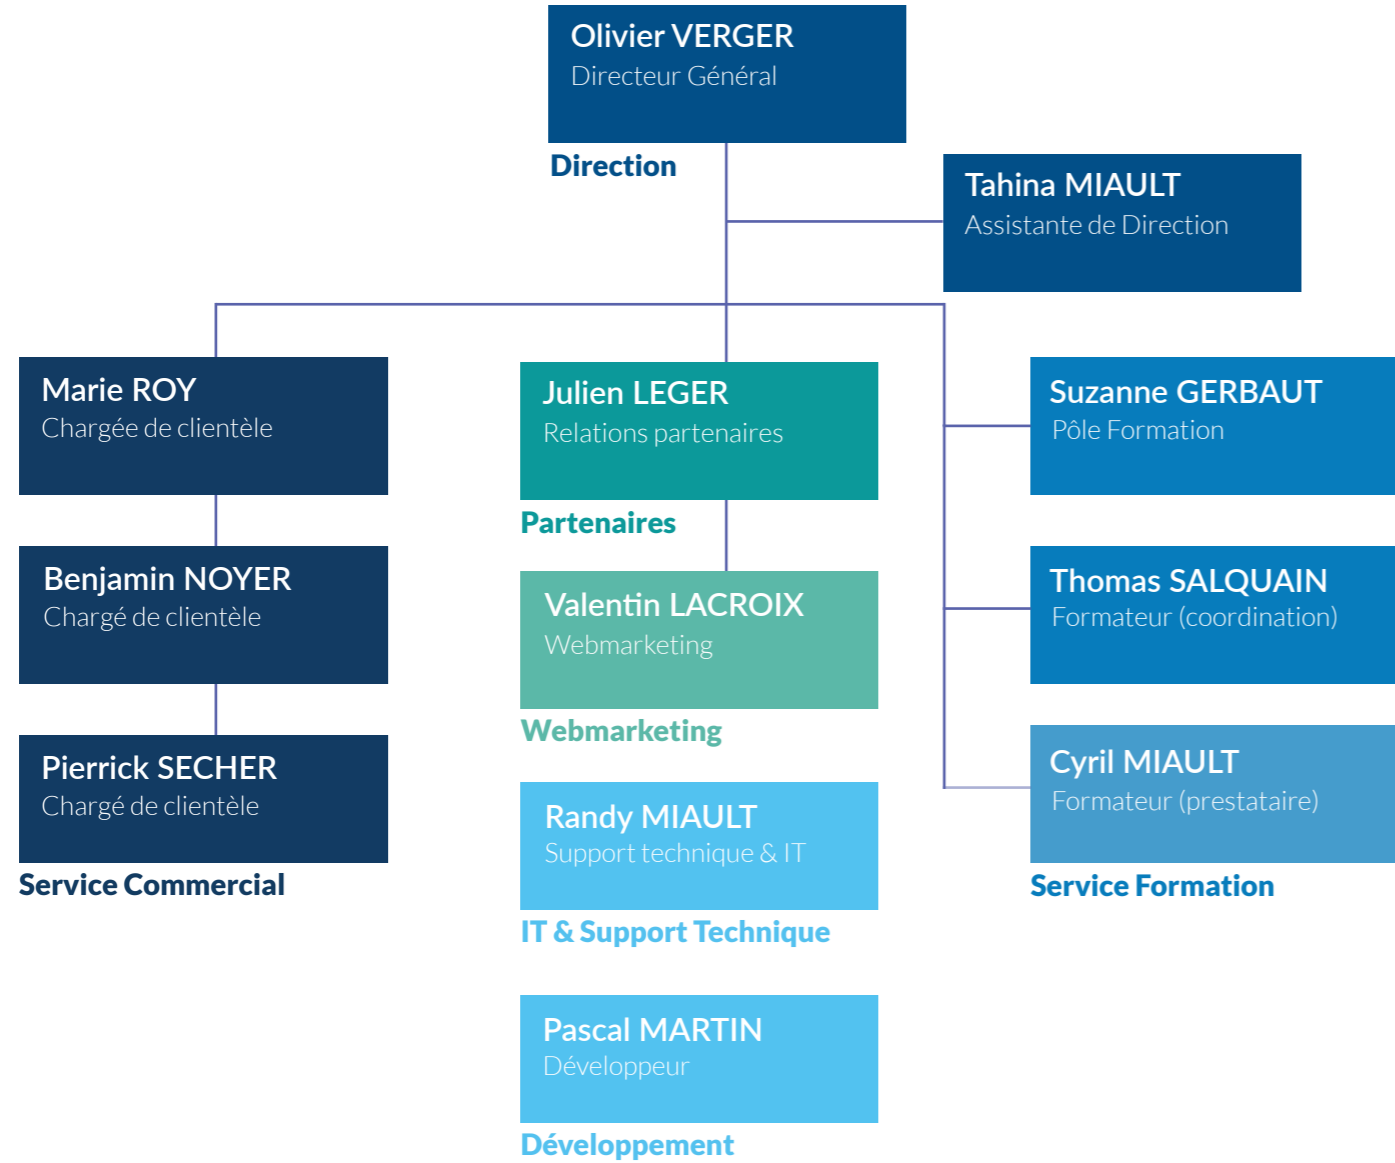 Olivier VERGER
Directeur Général
Direction
Tahina MIAULT
Assistante de Direction
Marie ROY
Chargée de clientèle
Benjamin NOYER
Chargé de clientèle
Pierrick SECHER
Chargé de clientèle
Service Commercial
Julien LEGER
Relations partenaires
Partenaires
Valentin LACROIX
Webmarketing
Webmarketing
Randy MIAULT
Support technique & IT
IT & Support Technique
Pascal MARTIN
Développeur
Développement
Suzanne GERBAUT
Pôle Formation
Thomas SALQUAIN
Formateur (coordination)
Cyril MIAULT
Formateur (prestataire)
Service Formation